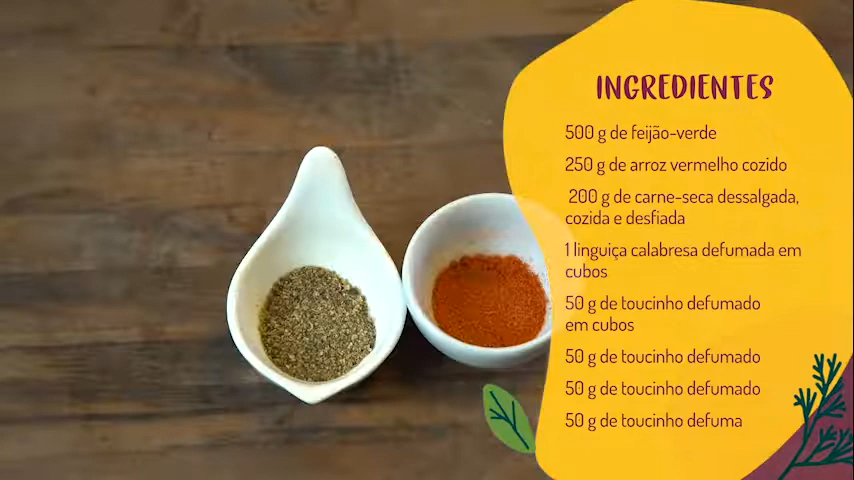 INGREDIENTES
500 g de feijão-verde
250 g de arroz vermelho cozido
200 g de carne-seca dessalgada,
cozida e desfiada
1 linguiça calabresa defumada em
cubos
50 g de toucinho defumado
em cubos
50 g de toucinho defumado
50 g de toucinho defumado
50 g de toucinho defuma